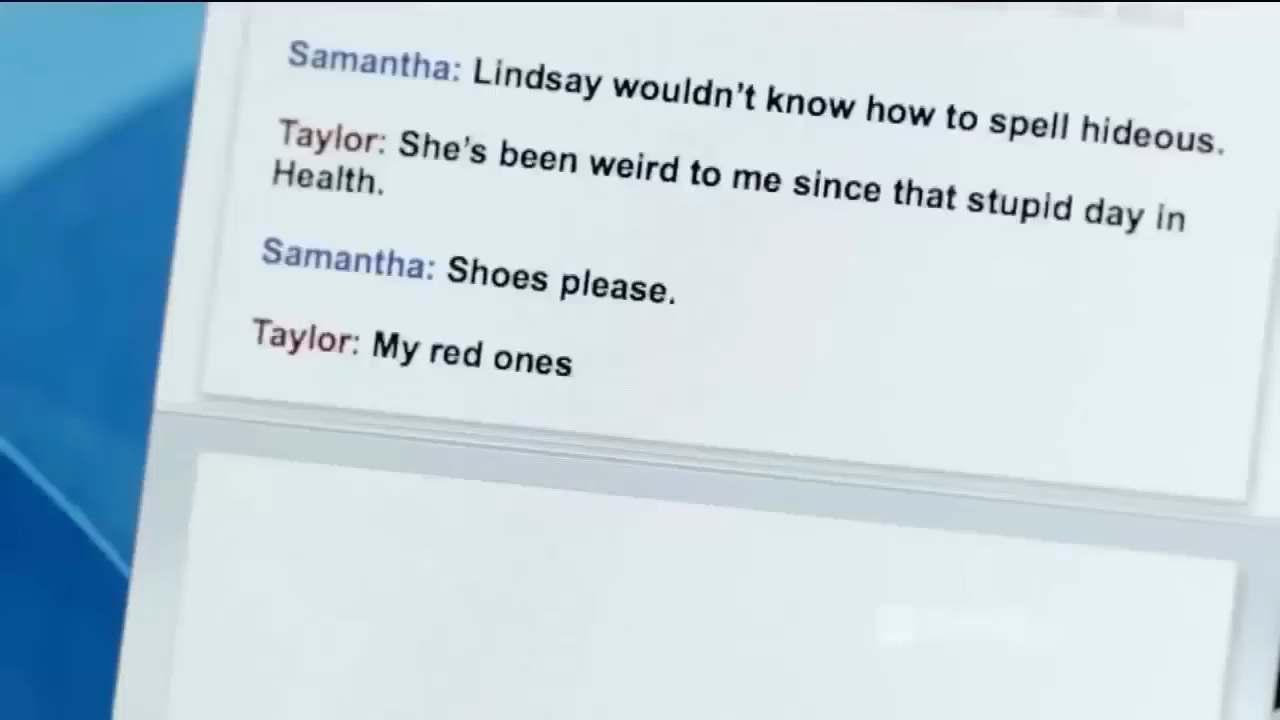 Samantha: Lindsay wouldn't know how to spell hideous.
Taylor: She's been weird to me since that stupid day in
Health.
Samantha: Shoes please.
Taylor: My red ones